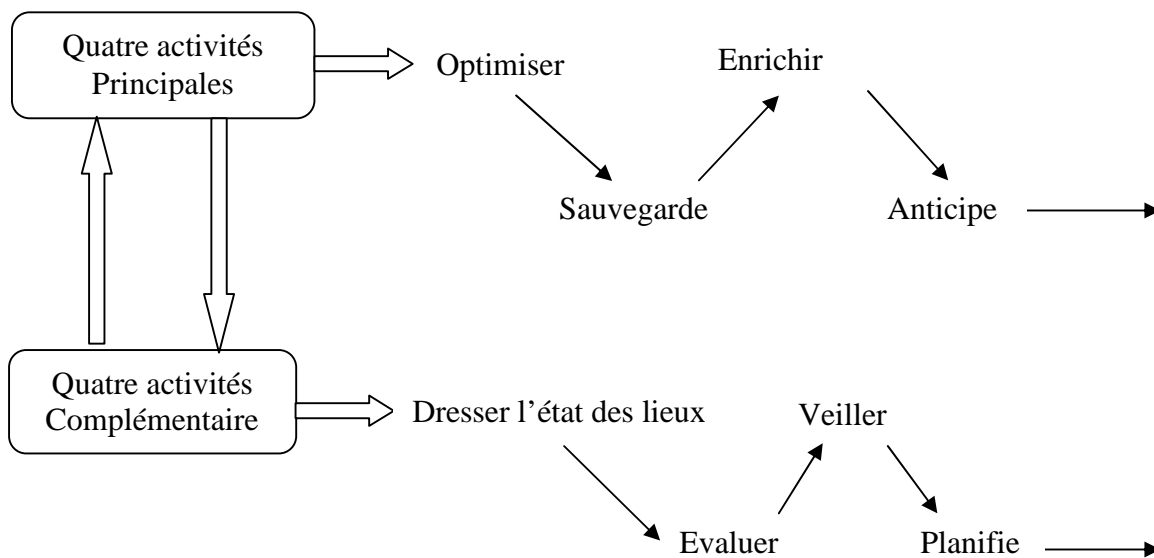 Quatre activités
Principales
Optimiser
Enrichir
Sauvegarde
Anticipe
Quatre activités
Complémentaire
Dresser l’état des lieux
Veiller
Evaluer
Planifie